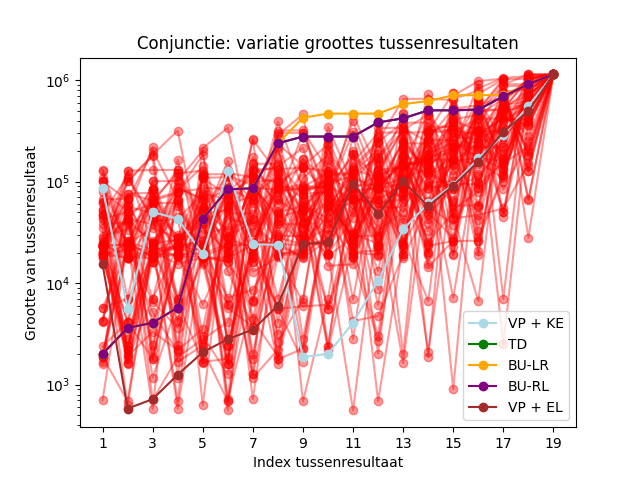 Conjunctie: variatie groottes tussenresultaten
Grootte van tussenresultaat
10⁶
10⁵
10⁴
10³
VP + KE
TD
BU-LR
BU-RL
VP + EL
1 3 5 7 9 11 13 15 17 19
Index tussenresultaat